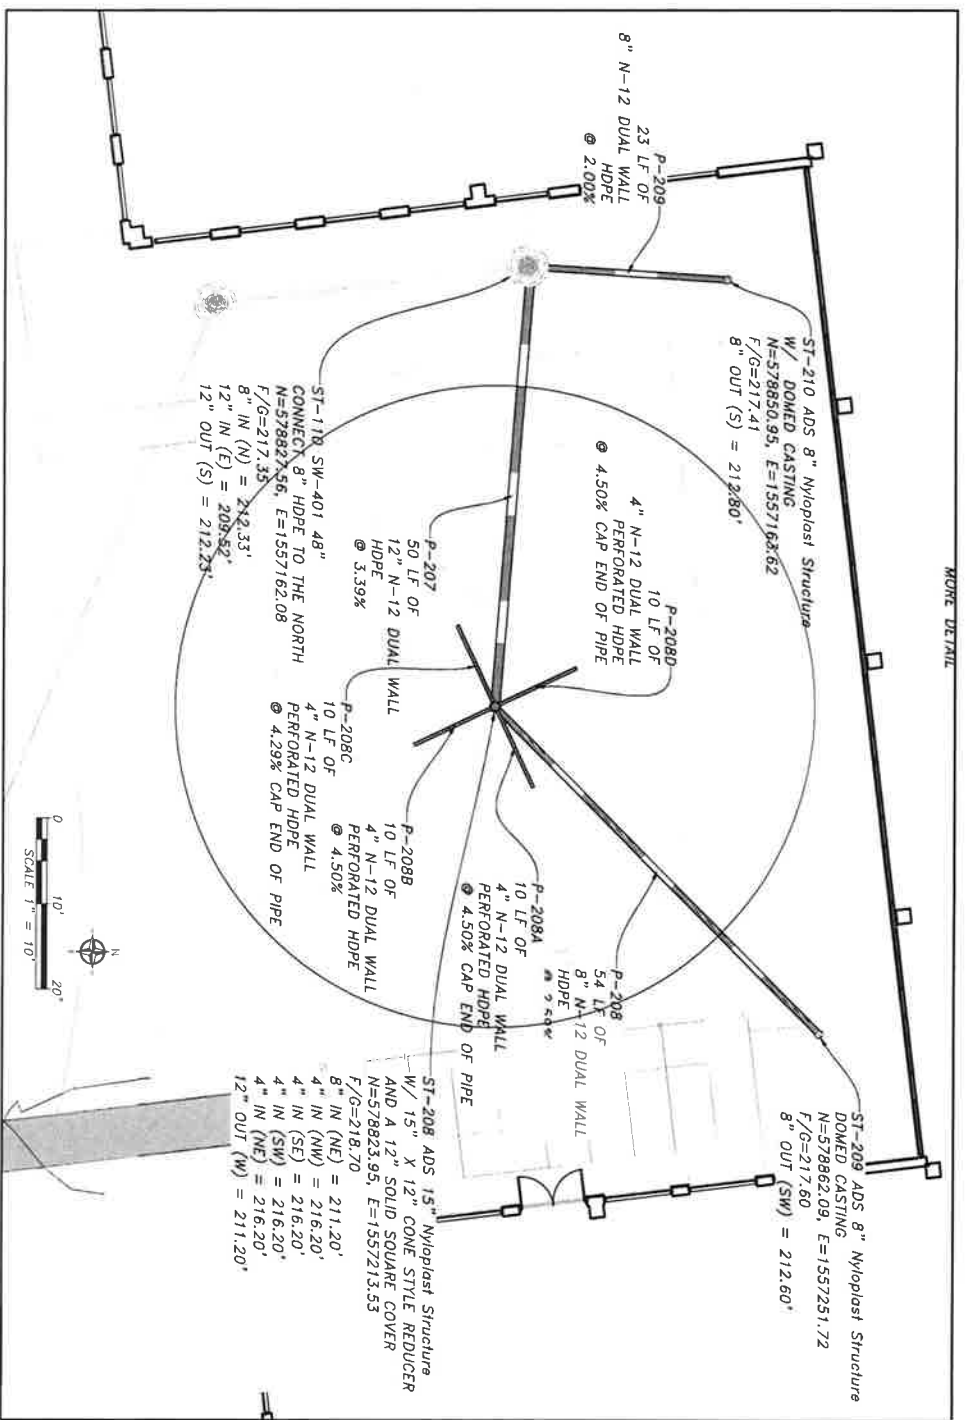 MORE DETAIL
P-209
23 LF OF
8" N-12 DUAL WALL
HDPE
@ 2.00%
ST-210 ADS 8" Nyloplast Structure
W/ DOMED CASTING
N=578850.95, E=1557163.62
F/G=217.41
8" OUT (S) = 212.80'
P-208D
10 LF OF
4" N-12 DUAL WALL
PERFORATED HDPE
@ 4.50% CAP END OF PIPE
ST-209 ADS 8" Nyloplast Structure
DOMED CASTING
N=578862.09, E=1557251.72
F/G=217.60
8" OUT (SW) = 212.60'
P-208
54 LF OF
8" N-12 DUAL WALL
HDPE
P-208A
10 LF OF
4" N-12 DUAL WALL
PERFORATED HDPE
@ 4.50% CAP END OF PIPE
P-207
50 LF OF
12" N-12 DUAL WALL
HDPE
@ 3.39%
P-208B
10 LF OF
4" N-12 DUAL WALL
PERFORATED HDPE
@ 4.50%
P-208C
10 LF OF
4" N-12 DUAL WALL
PERFORATED HDPE
@ 4.29% CAP END OF PIPE
ST-110 SW-401 48"
CONNECT 8" HDPE TO THE NORTH
N=578827.56, E=1557162.08
F/G=217.35
8" IN (N) = 212.33'
12" IN (E) = 209.52'
12" OUT (S) = 212.23'
ST-208 ADS 15" Nyloplast Structure
W/ 15" X 12" CONE STYLE REDUCER
AND A 12" SOLID SQUARE COVER
N=578823.95, E=1557213.53
F/G=218.70
8" IN (NE) = 211.20'
4" IN (NW) = 216.20'
4" IN (SE) = 216.20'
4" IN (SW) = 216.20'
4" IN (NE) = 216.20'
12" OUT (W) = 211.20'
N
0 10' 20'
SCALE 1" = 10'